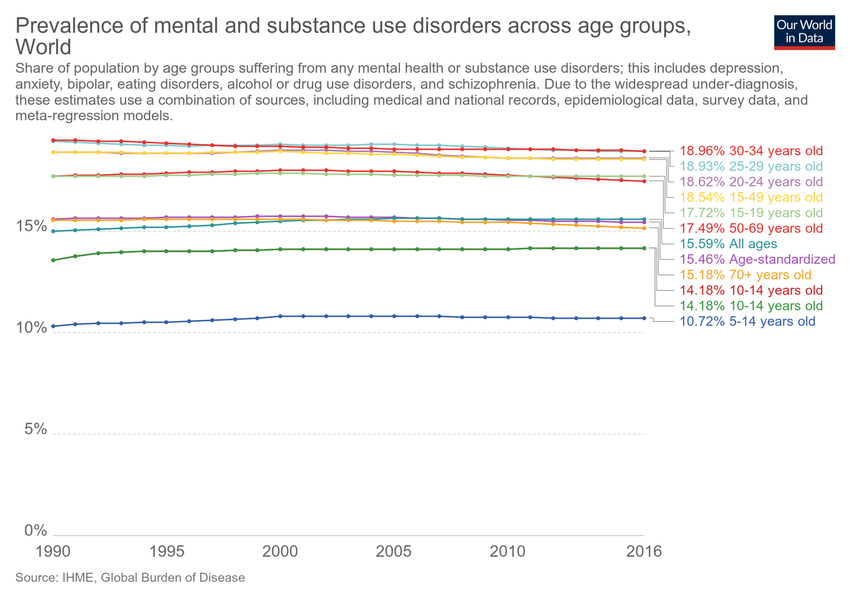 Prevalence of mental and substance use disorders across age groups,
World
Our World
in Data
Share of population by age groups suffering from any mental health or substance use disorders; this includes depression,
anxiety, bipolar, eating disorders, alcohol or drug use disorders, and schizophrenia. Due to the widespread under-diagnosis,
these estimates use a combination of sources, including medical and national records, epidemiological data, survey data, and
meta-regression models.
18.96% 30-34 years old
18.93% 25-29 years old
18.62% 20-24 years old
18.54% 15-49 years old
17.72% 15-19 years old
17.49% 50-69 years old
15.59% All ages
15.46% Age-standardized
15.18% 70+ years old
14.18% 10-14 years old
14.18% 10-14 years old
10.72% 5-14 years old
15%
10%
5%
0%
1990 1995 2000 2005 2010 2016
Source: IHME, Global Burden of Disease